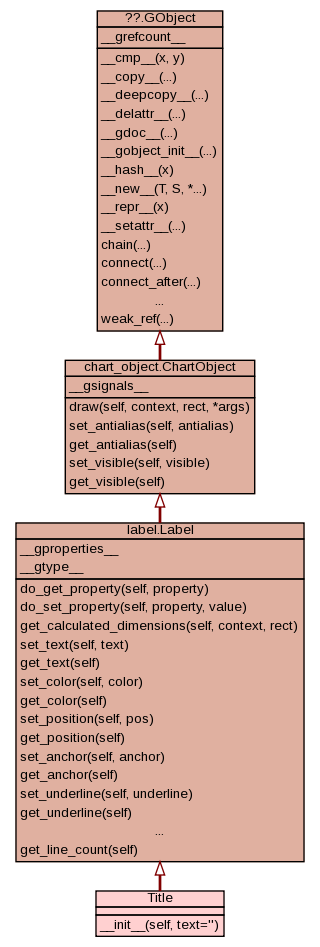 ??.GObject
__grefcount__
__cmp__(x, y)
__copy__(...)
__deepcopy__(...)
__delattr__(...)
__gdoc__(...)
__gobject_init__(...)
__hash__(x)
__new__(T, S, *...)
__repr__(x)
__setattr__(...)
chain(...)
connect(...)
connect_after(...)
...
weak_ref(...)
chart_object.ChartObject
__gsignals__
draw(self, context, rect, *args)
set_antialias(self, antialias)
get_antialias(self)
set_visible(self, visible)
get_visible(self)
label.Label
__gproperties__
__gtype__
do_get_property(self, property)
do_set_property(self, property, value)
get_calculated_dimensions(self, context, rect)
set_text(self, text)
get_text(self)
set_color(self, color)
get_color(self)
set_position(self, pos)
get_position(self)
set_anchor(self, anchor)
get_anchor(self)
set_underline(self, underline)
get_underline(self)
...
get_line_count(self)
Title
__init__(self, text='')